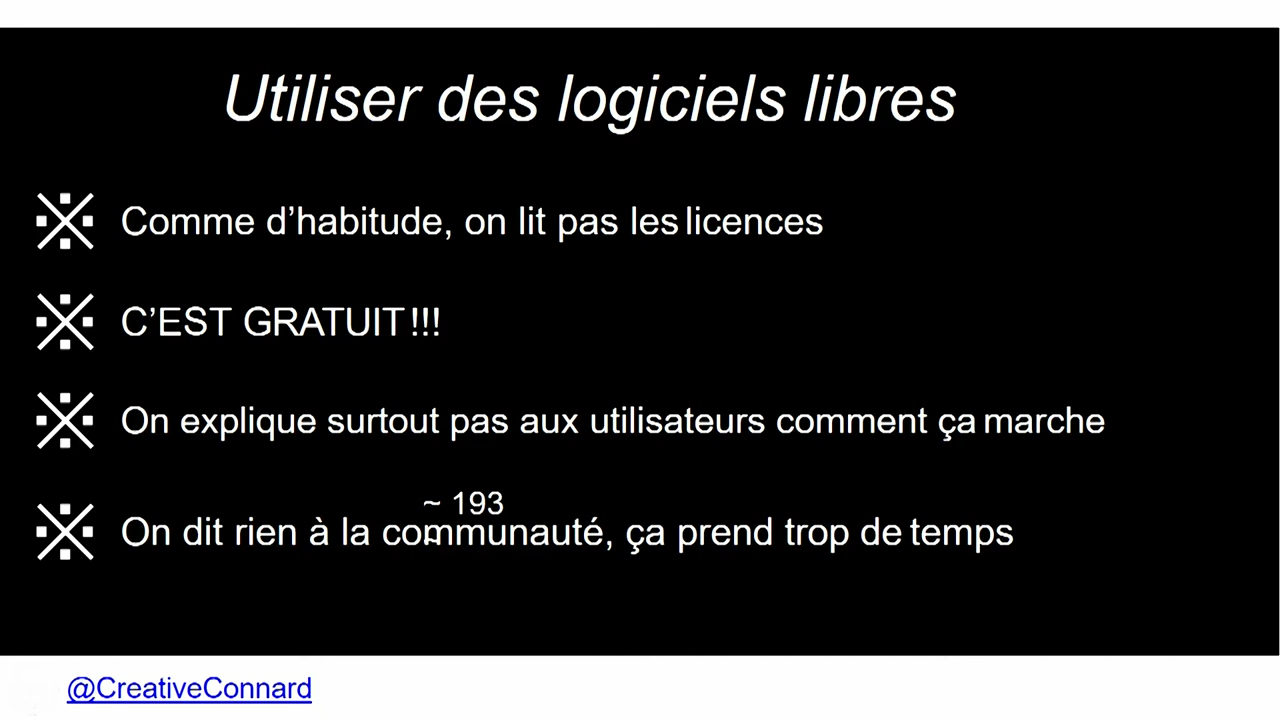 Utiliser des logiciels libres
※ Comme d’habitude, on lit pas les licences
※ C’EST GRATUIT !!!
※ On explique surtout pas aux utilisateurs comment ça marche
~ 193 ~
※ On dit rien à la communauté, ça prend trop de temps
@CreativeConnard